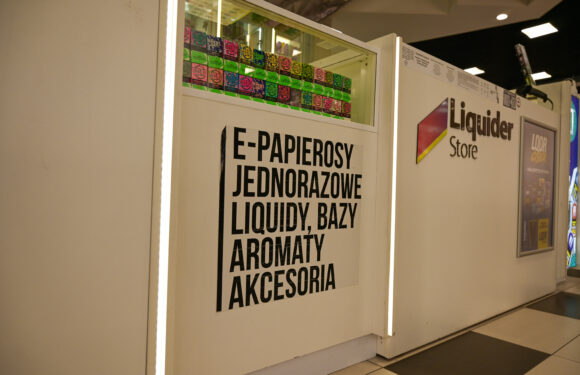 E-PAPIEROSY
JEDNORAZOWE
LIQUIDY, BAZY
AROMATY
AKCESORIA
Liquider
Store